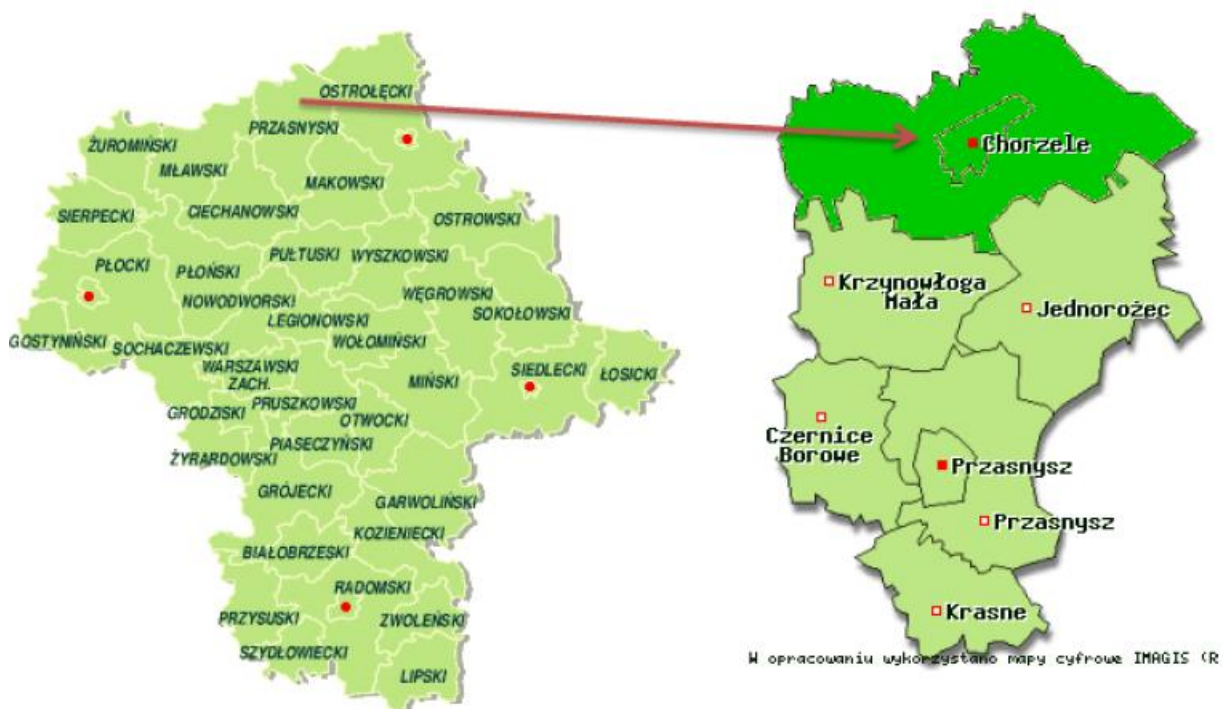 OSTROŁĘCKI
PRZASNYSKI
ŻUROMIŃSKI
MŁAWSKI
MAKOWSKI
SIERPECKI
CIECHANOWSKI
OSTROWSKI
PŁOCKI
PŁOŃSKI
PUŁTUSKI
WYSZKOWSKI
NOWODWORSKI
WĘGROWSKI
SOKOŁOWSKI
LEGIONOWSKI
GOSTYNIŃSKI
SOCHACZEWSKI
WOŁOMIŃSKI
WARSZAWSKI
ZACH.
MIŃSKI
SIEDLECKI
ŁOSICKI
GRODZISKI
PRUSZKOWSKI
OTWOCKI
PIASECZYŃSKI
ŻYRARDOWSKI
GRÓJECKI
GARWOLIŃSKI
KOZIENICKI
BIAŁOBRZESKI
RADOMSKI
PRZYSUSKI
ZWOLEŃSKI
SZYDŁOWIECKI
LIPSKI
Chorzele
Krzynowłoga
Mała
Jednorożec
Czernice
Borowe
Przasnysz
Przasnysz
Krasne
W opracowaniu wykorzystano mapy cyfrowe IMAGIS (R